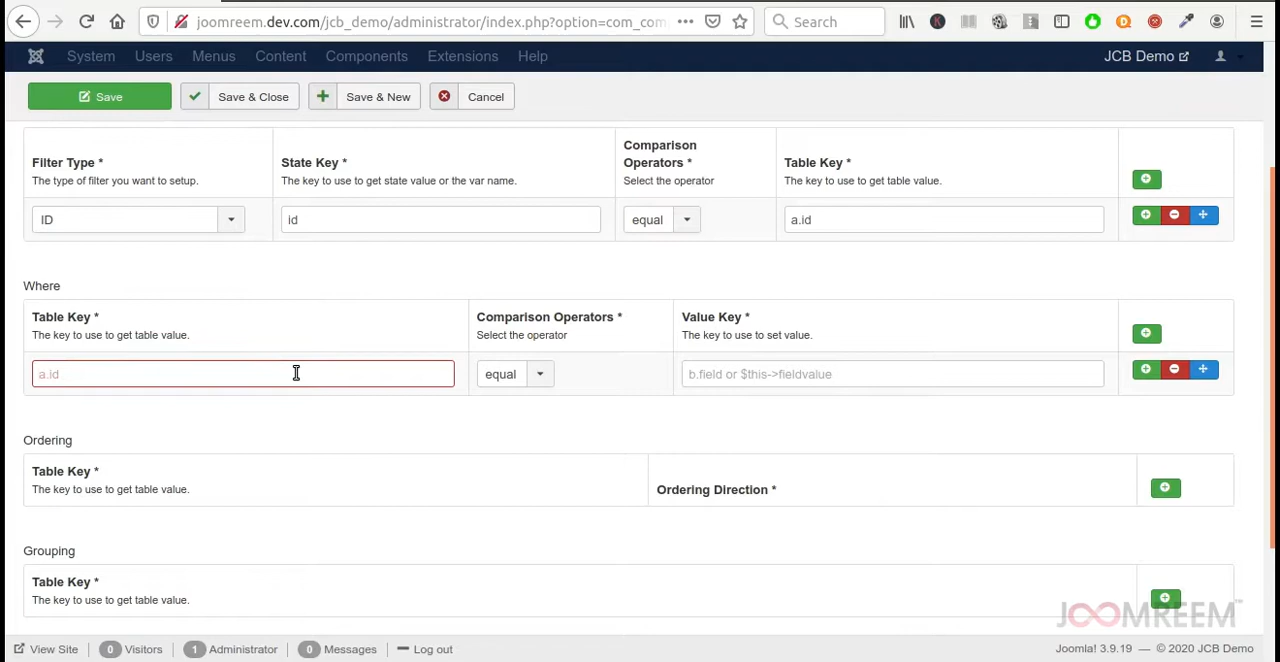 joomreem.dev.com/jcb_demo/administrator/index.php?option=com_com
Search
System Users Menus Components Extensions Help
Content
JCB Demo
Save Save & Close Save & New Cancel
Filter Type *
The type of filter you want to setup.
State Key *
The key to use to get state value or the var name.
Comparison
Operators *
Select the operator
Table Key *
The key to use to get table value.
ID id equal a.id
Where
Table Key *
The key to use to get table value.
Comparison Operators *
Select the operator
Value Key *
The key to use to set value.
a.id equal b.field or $this->fieldvalue
Ordering
Table Key *
The key to use to get table value.
Ordering Direction *
Grouping
Table Key *
The key to use to get table value.
JOOMREEM™
View Site 0 Visitors 1 Administrator 0 Messages Log out
Joomla! 3.9.19 — © 2020 JCB Demo